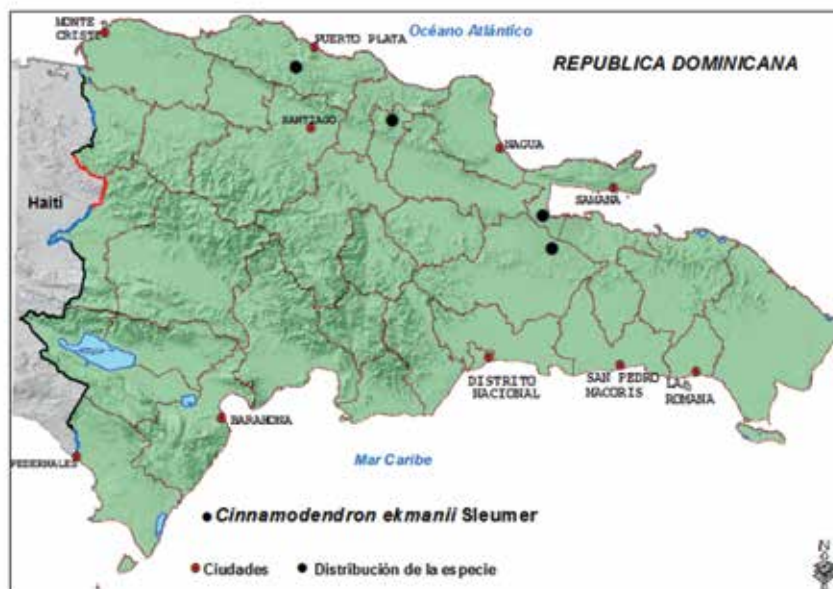 MONTE
CRISTI
PUERTO PLATA
Océano Atlántico
REPUBLICA DOMINICANA
SANTIAGO
NAGUA
SAMANA
Haití
DISTRITO
NACIONAL
SAN PEDRO
MACORIS
LA
ROMANA
BARAHONA
PEDERNALES
Mar Caribe
Cinnamodendron ekmanii Sleumer
Ciudades
Distribución de la especie
N